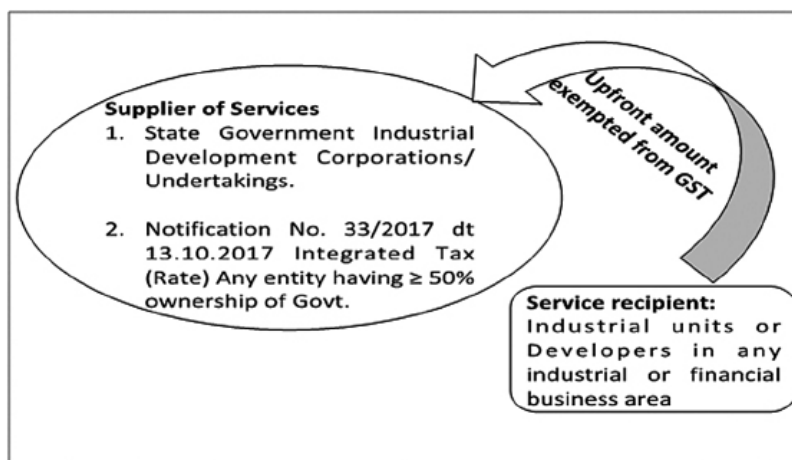 Supplier of Services
1. State Government Industrial
Development Corporations/
Undertakings.
2. Notification No. 33/2017 dt
13.10.2017 Integrated Tax
(Rate) Any entity having ≥ 50%
ownership of Govt.
Upfront amount
exempted from GST
Service recipient:
Industrial units or
Developers in any
industrial or financial
business area